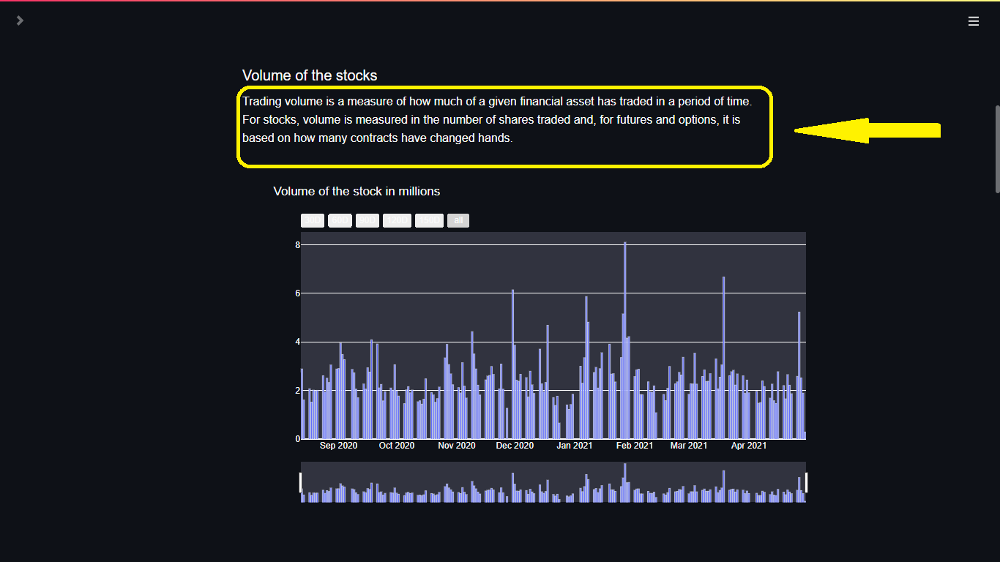 Volume of the stocks
Trading volume is a measure of how much of a given financial asset has traded in a period of time.
For stocks, volume is measured in the number of shares traded and, for futures and options, it is
based on how many contracts have changed hands.
Volume of the stock in millions
30D 60D 90D 120D 150D all
8
6
4
2
0
Sep 2020 Oct 2020 Nov 2020 Dec 2020 Jan 2021 Feb 2021 Mar 2021 Apr 2021